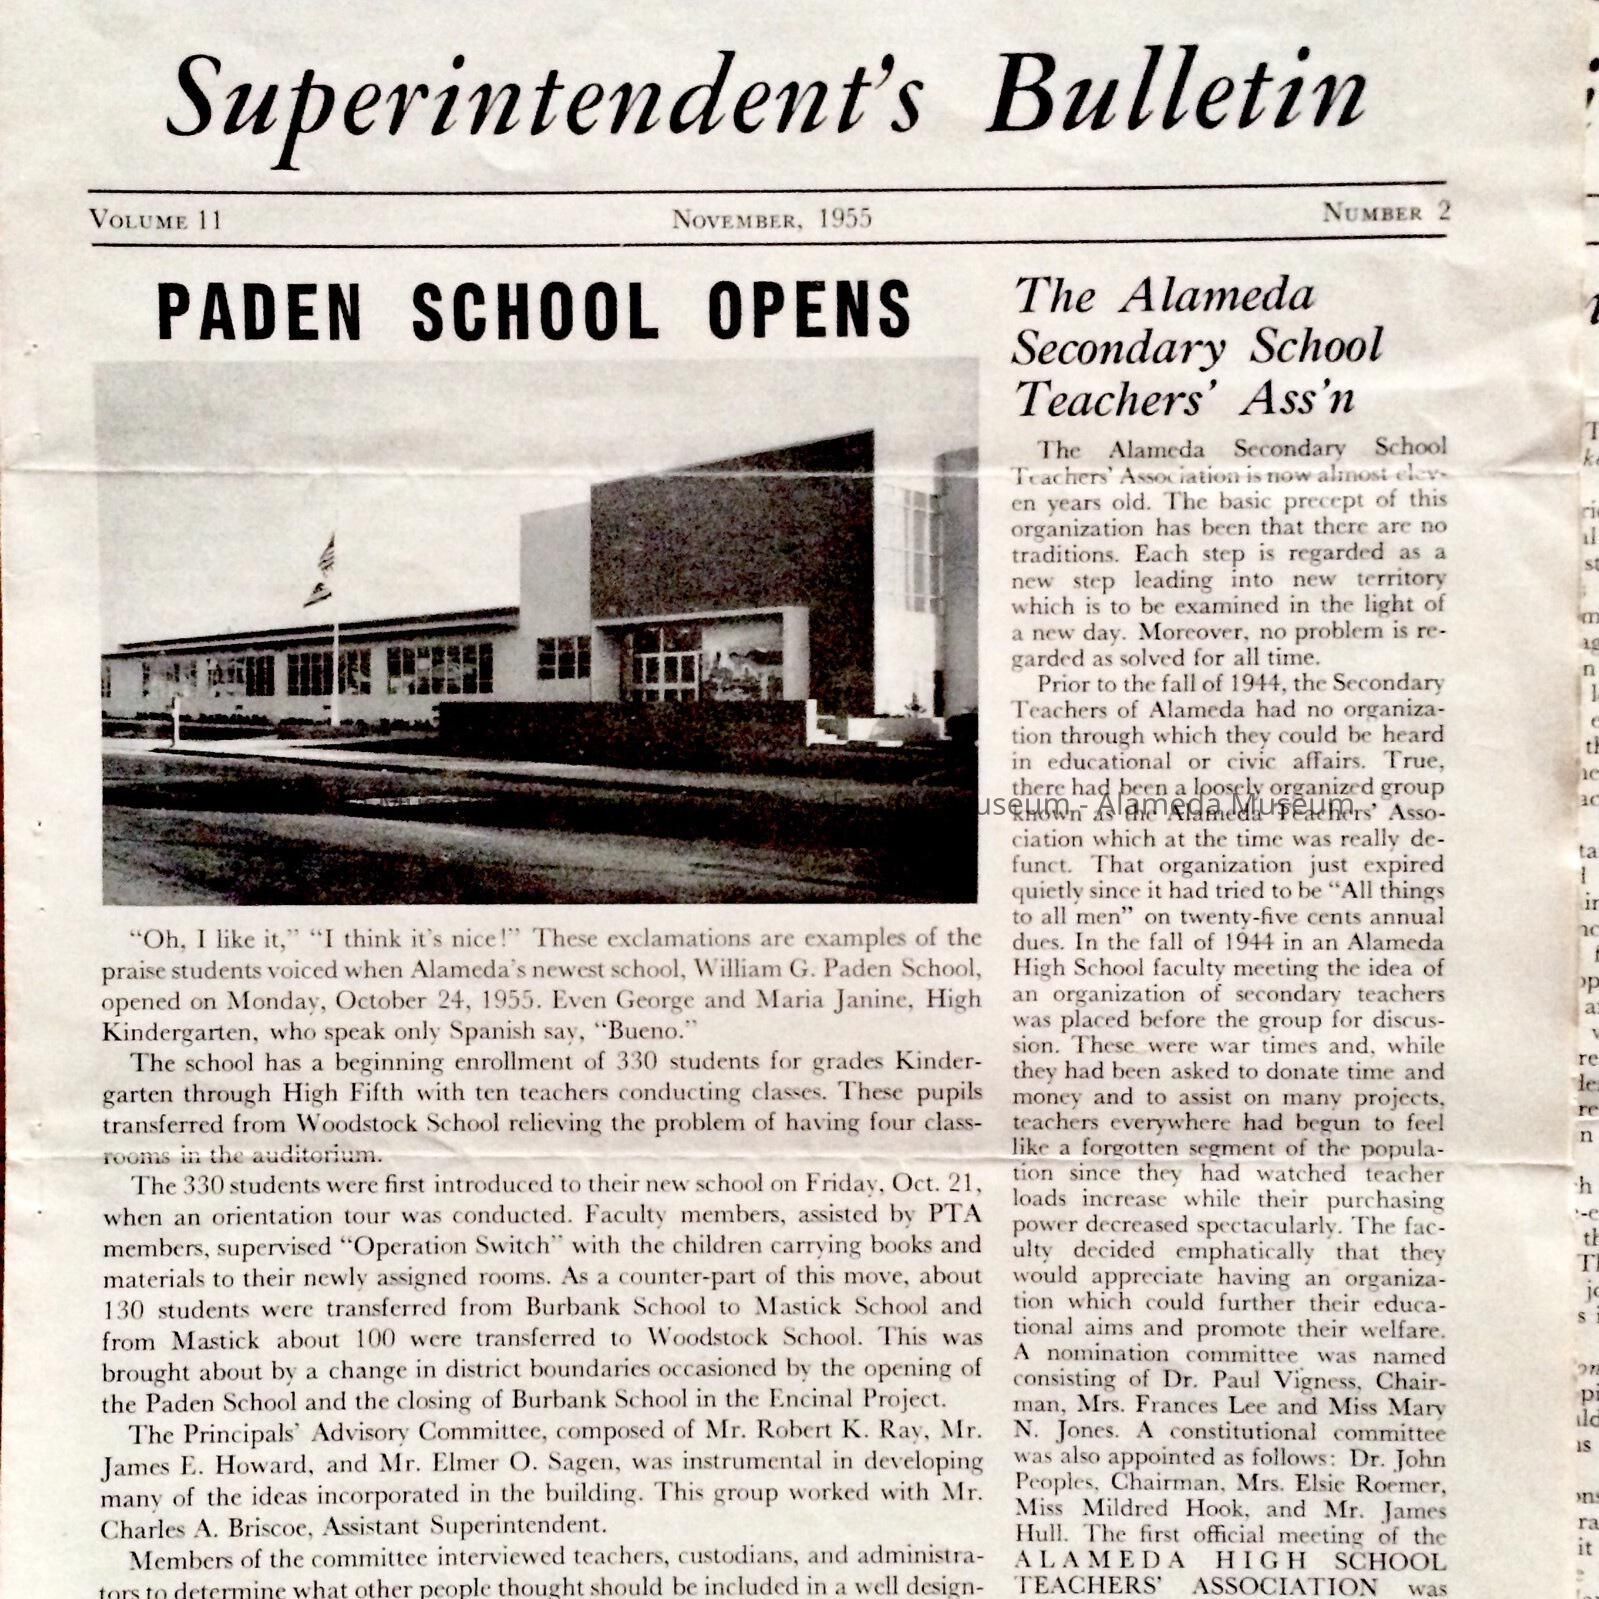 Superintendent's Bulletin
VOLUME 11
NOVEMBER, 1955
NUMBER 2
PADEN SCHOOL OPENS
"Oh, I like it," "I think it's nice!" These exclamations are examples of the
praise students voiced when Alameda's newest school, William G. Paden School,
opened on Monday, October 24, 1955. Even George and Maria Janine, High
Kindergarten, who speak only Spanish say, "Bueno."
The school has a beginning enrollment of 330 students for grades Kinder-
garten through High Fifth with ten teachers conducting classes. These pupils
transferred from Woodstock School relieving the problem of having four class-
rooms in the auditorium.
The 330 students were first introduced to their new school on Friday, Oct. 21,
when an orientation tour was conducted. Faculty members, assisted by PTA
members, supervised "Operation Switch" with the children carrying books and
materials to their newly assigned rooms. As a counter-part of this move, about
130 students were transferred from Burbank School to Mastick School and
from Mastick about 100 were transferred to Woodstock School. This was
brought about by a change in district boundaries occasioned by the opening of
the Paden School and the closing of Burbank School in the Encinal Project.
The Principals' Advisory Committee, composed of Mr. Robert K. Ray, Mr.
James E. Howard, and Mr. Elmer O. Sagen, was instrumental in developing
many of the ideas incorporated in the building. This group worked with Mr.
Charles A. Briscoe, Assistant Superintendent.
Members of the committee interviewed teachers, custodians, and administra-
tors to determine what other people thought should be included in a well design-
The Alameda
Secondary School
Teachers' Ass'n
The Alameda Secondary School
Teachers' Association is now almost elev-
en years old. The basic precept of this
organization has been that there are no
traditions. Each step is regarded as a
new step leading into new territory
which is to be examined in the light of
a new day. Moreover, no problem is re-
garded as solved for all time.
Prior to the fall of 1944, the Secondary
Teachers of Alameda had no organiza-
tion through which they could be heard
in educational or civic affairs. True,
there had been a loosely organized group
known as the Alameda Teachers' Asso-
ciation which at the time was really de-
funct. That organization just expired
quietly since it had tried to be "All things
to all men" on twenty-five cents annual
dues. In the fall of 1944 in an Alameda
High School faculty meeting the idea of
an organization of secondary teachers
was placed before the group for discus-
sion. These were war times and, while
they had been asked to donate time and
money and to assist on many projects,
teachers everywhere had begun to feel
like a forgotten segment of the popula-
tion since they had watched teacher
loads increase while their purchasing
power decreased spectacularly. The fac-
ulty decided emphatically that they
would appreciate having an organiza-
tion which could further their educa-
tional aims and promote their welfare.
A nomination committee was named
consisting of Dr. Paul Vigness, Chair-
man, Mrs. Frances Lee and Miss Mary
N. Jones. A constitutional committee
was also appointed as follows: Dr. John
Peoples, Chairman, Mrs. Elsie Roemer,
Miss Mildred Hook, and Mr. James
Hull. The first official meeting of the
ALAMEDA HIGH SCHOOL
TEACHERS' ASSOCIATION was
Alameda Museum